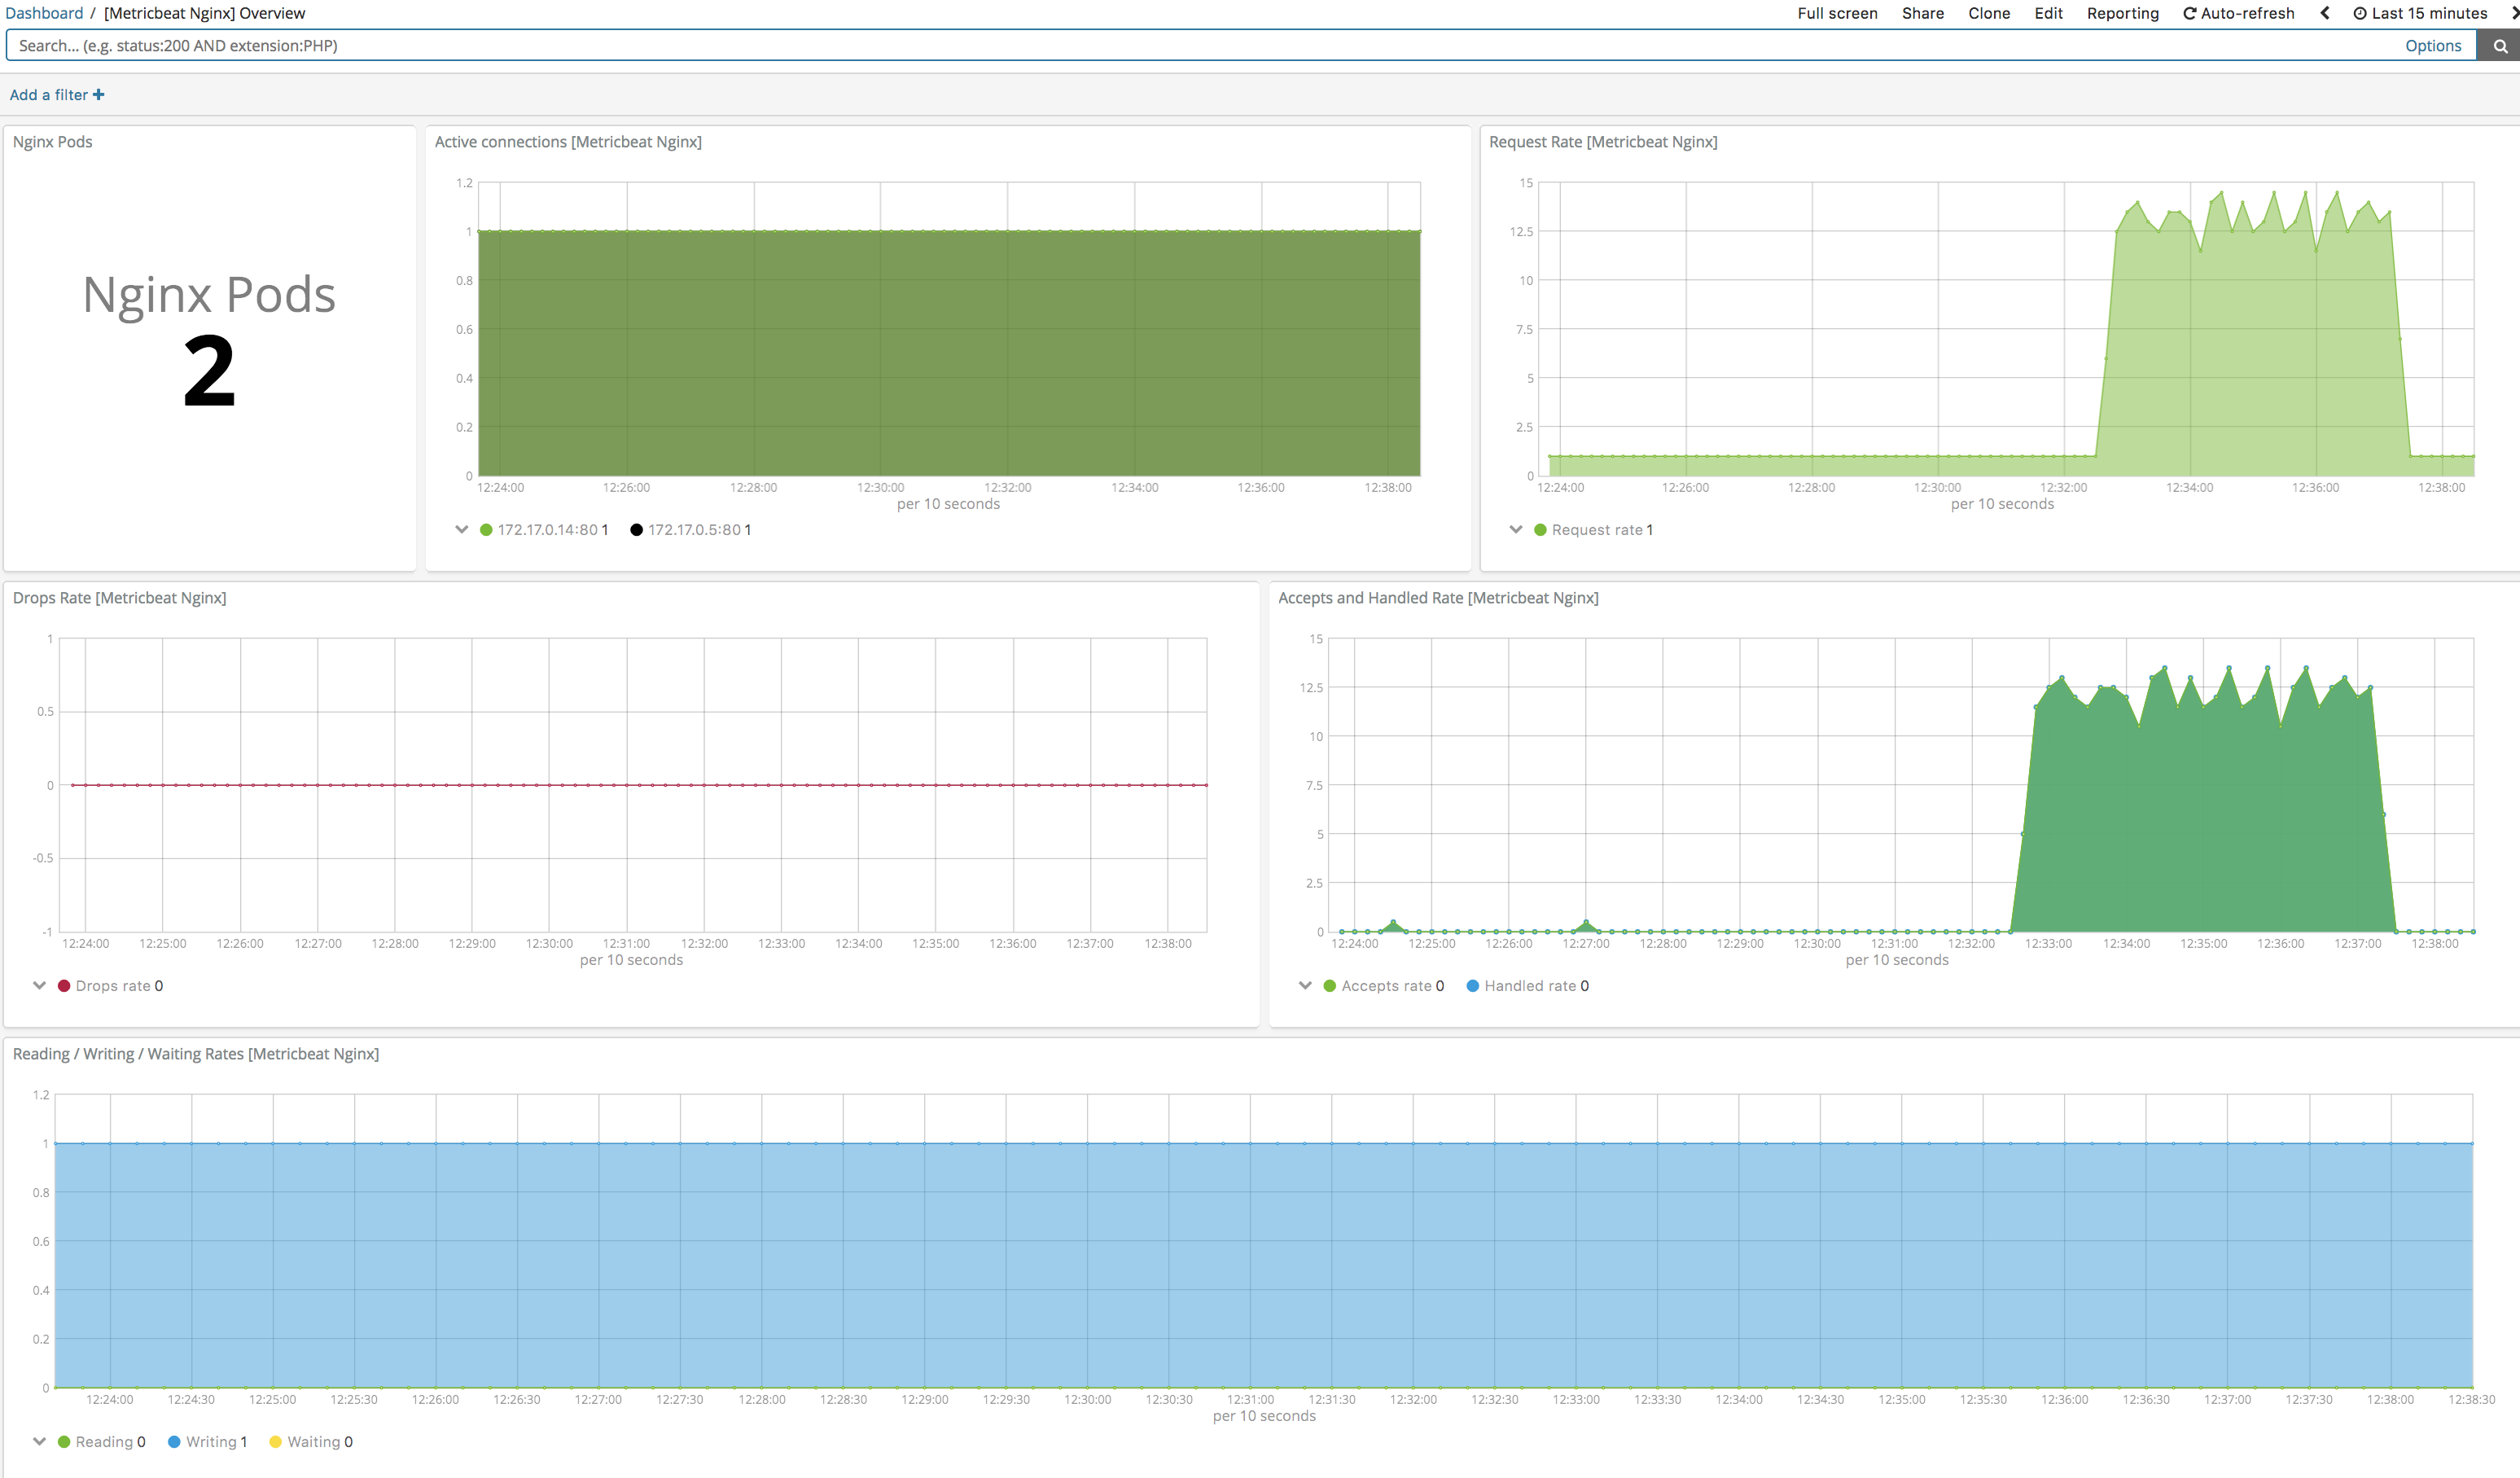 Dashboard / [Metricbeat Nginx] Overview
Full screen Share Clone Edit Reporting Auto-refresh Last 15 minutes
Search... (e.g. status:200 AND extension:PHP) Options
Add a filter
Nginx Pods
Nginx Pods
2
Active connections [Metricbeat Nginx]
1.2
1
0.8
0.6
0.4
0.2
0
12:24:00 12:26:00 12:28:00 12:30:00 12:32:00 12:34:00 12:36:00 12:38:00
per 10 seconds
172.17.0.14:80 1 172.17.0.5:80 1
Request Rate [Metricbeat Nginx]
15
12.5
10
7.5
5
2.5
0
12:24:00 12:26:00 12:28:00 12:30:00 12:32:00 12:34:00 12:36:00 12:38:00
per 10 seconds
Request rate 1
Drops Rate [Metricbeat Nginx]
1
0.5
0
-0.5
-1
12:24:00 12:25:00 12:26:00 12:27:00 12:28:00 12:29:00 12:30:00 12:31:00 12:32:00 12:33:00 12:34:00 12:35:00 12:36:00 12:37:00 12:38:00
per 10 seconds
Drops rate 0
Accepts and Handled Rate [Metricbeat Nginx]
15
12.5
10
7.5
5
2.5
0
12:24:00 12:25:00 12:26:00 12:27:00 12:28:00 12:29:00 12:30:00 12:31:00 12:32:00 12:33:00 12:34:00 12:35:00 12:36:00 12:37:00 12:38:00
per 10 seconds
Accepts rate 0 Handled rate 0
Reading / Writing / Waiting Rates [Metricbeat Nginx]
1.2
1
0.8
0.6
0.4
0.2
0
12:24:00 12:24:30 12:25:00 12:25:30 12:26:00 12:26:30 12:27:00 12:27:30 12:28:00 12:28:30 12:29:00 12:29:30 12:30:00 12:30:30 12:31:00 12:31:30 12:32:00 12:32:30 12:33:00 12:33:30 12:34:00 12:34:30 12:35:00 12:35:30 12:36:00 12:36:30 12:37:00 12:37:30 12:38:00 12:38:30
per 10 seconds
Reading 0 Writing 1 Waiting 0